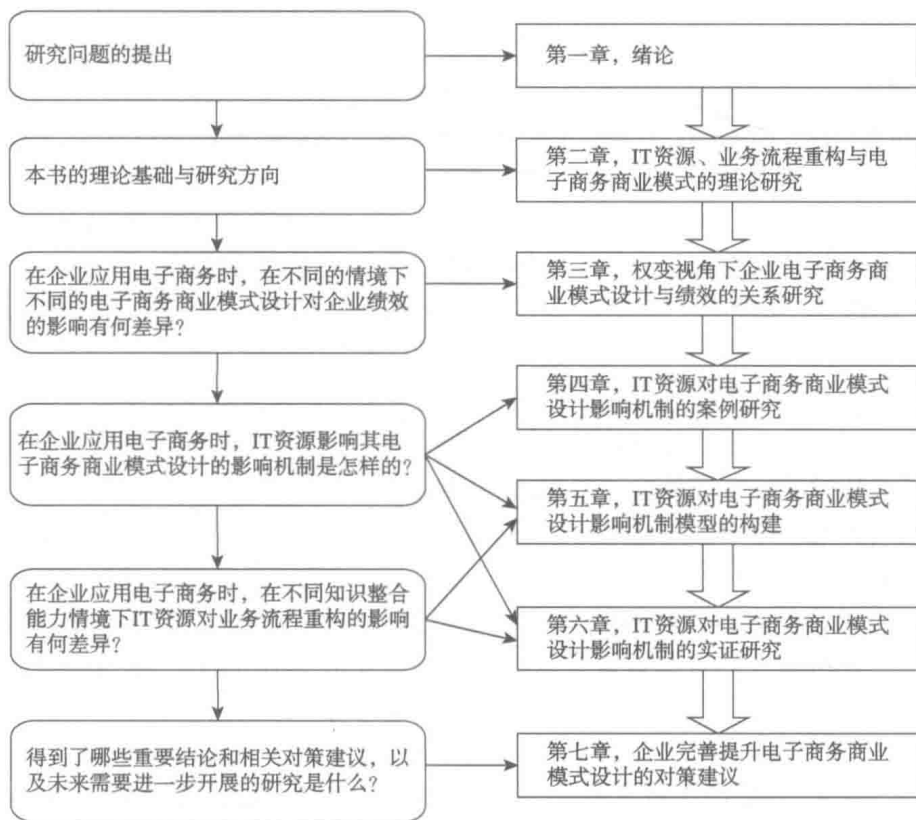 研究问题的提出
第一章，绪论
本书的理论基础与研究方向
第二章，IT资源、业务流程重构与电
子商务商业模式的理论研究
在企业应用电子商务时，在不同的情境下
不同的电子商务商业模式设计对企业绩效
的影响有何差异？
第三章，权变视角下企业电子商务商
业模式设计与绩效的关系研究
在企业应用电子商务时，IT资源影响其电
子商务商业模式设计的影响机制是怎样的？
第四章，IT资源对电子商务商业模式
设计影响机制的案例研究
第五章，IT资源对电子商务商业模式
设计影响机制模型的构建
在企业应用电子商务时，在不同知识整合
能力情境下IT资源对业务流程重构的影响
有何差异？
第六章，IT资源对电子商务商业模式
设计影响机制的实证研究
得到了哪些重要结论和相关对策建议，以
及未来需要进一步开展的研究是什么？
第七章，企业完善提升电子商务商业
模式设计的对策建议